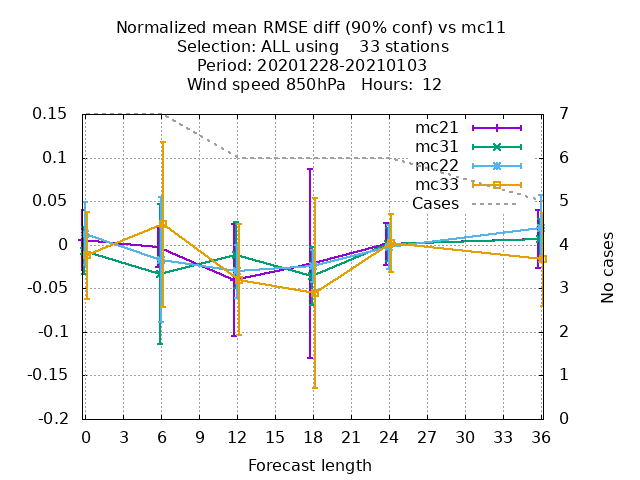 Normalized mean RMSE diff (90% conf) vs mc11
Selection: ALL using    33 stations
Period: 20201228-20210103
Wind speed 850hPa   Hours:  12
0.15
0.1
0.05
0
-0.05
-0.1
-0.15
-0.2
7
6
5
4
3
2
1
0
mc21
mc31
mc22
mc33
Cases
No cases
0 3 6 9 12 15 18 21 24 27 30 33 36
Forecast length